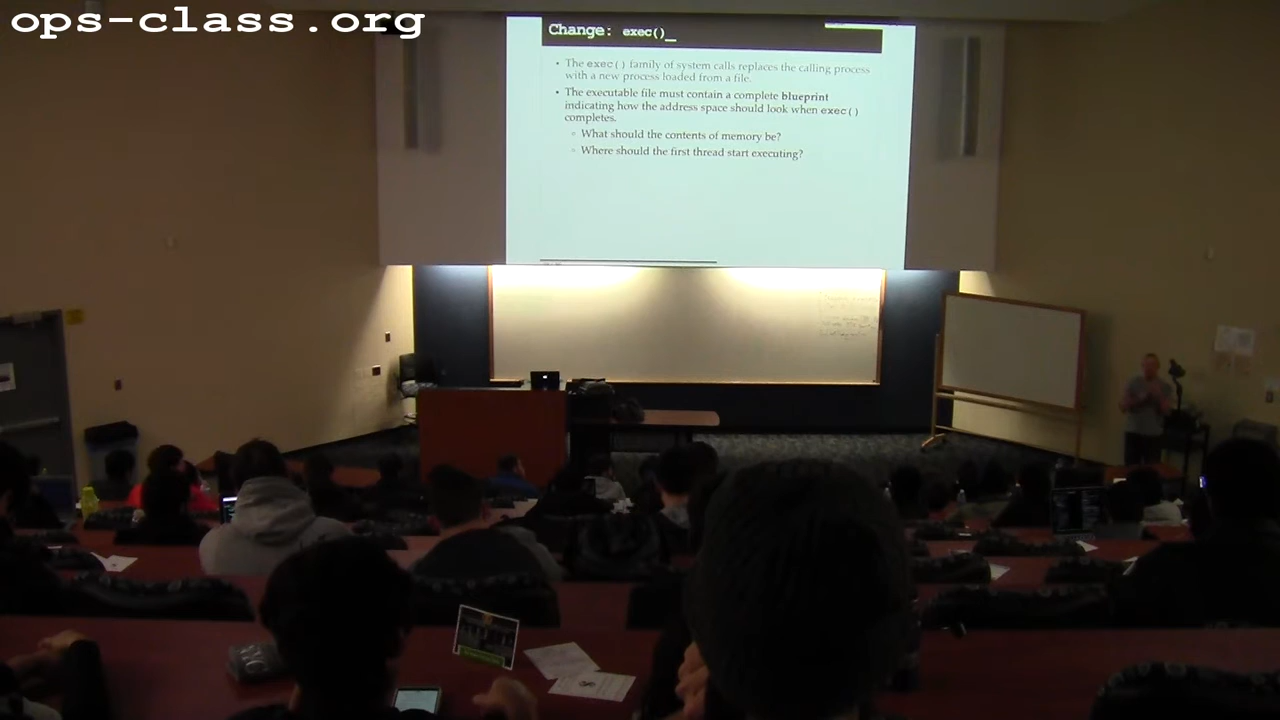 ops-class.org
Change: exec()_
• The exec() family of system calls replaces the calling process
with a new process loaded from a file.
• The executable file must contain a complete blueprint
indicating how the address space should look when exec()
completes.
◦ What should the contents of memory be?
◦ Where should the first thread start executing?
NYC